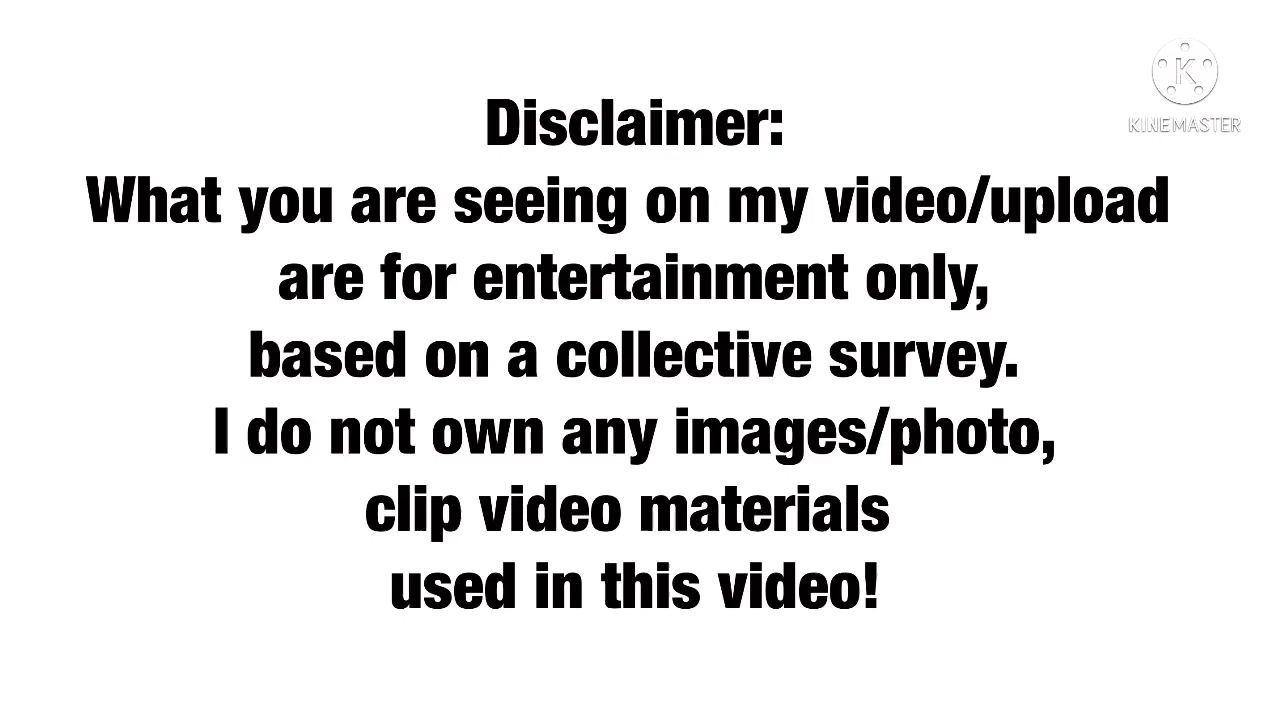 K
KINEMASTER
Disclaimer:
What you are seeing on my video/upload
are for entertainment only,
based on a collective survey.
I do not own any images/photo,
clip video materials
used in this video!